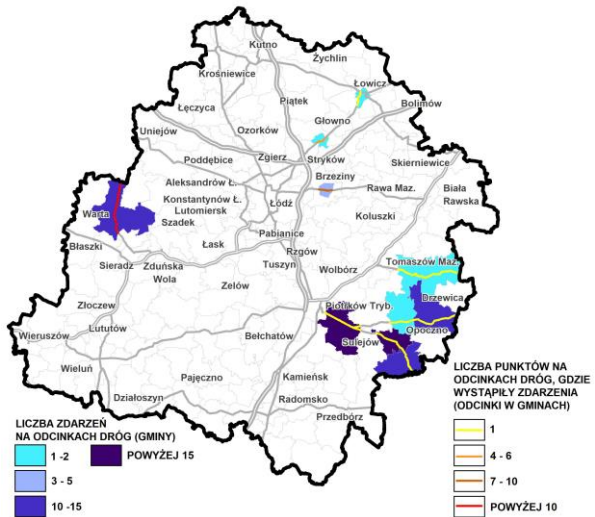 Kutno
Żychlin
Krośniewice
Łowicz
Piątek
Bolimów
Łęczyca
Głowno
Uniejów
Ozorków
Stryków
Skierniewice
Poddębice
Zgierz
Brzeziny
Aleksandrów Ł.
Rawa Maz.
Biała
Rawska
Konstantynów Ł.
Łódź
Lutomiersk
Warta
Szadek
Koluszki
Pabianice
Błaszki
Łask
Rzgów
Sieradz
Zduńska
Wola
Tuszyn
Wolbórz
Tomaszów Maz.
Zelów
Drzewica
Złoczew
Piotrków Tryb.
Lututów
Opoczno
Wieruszów
Bełchatów
Sulejów
Wieluń
Pajęczno
Kamieńsk
Działoszyn
Radomsko
Przedbórz
LICZBA ZDARZEŃ
NA ODCINKACH DRÓG (GMINY)
1 -2
POWYŻEJ 15
3 - 5
10 -15
LICZBA PUNKTÓW NA
ODCINKACH DRÓG, GDZIE
WYSTĄPIŁY ZDARZENIA
(ODCINKI W GMINACH)
1
4 - 6
7 - 10
POWYŻEJ 10